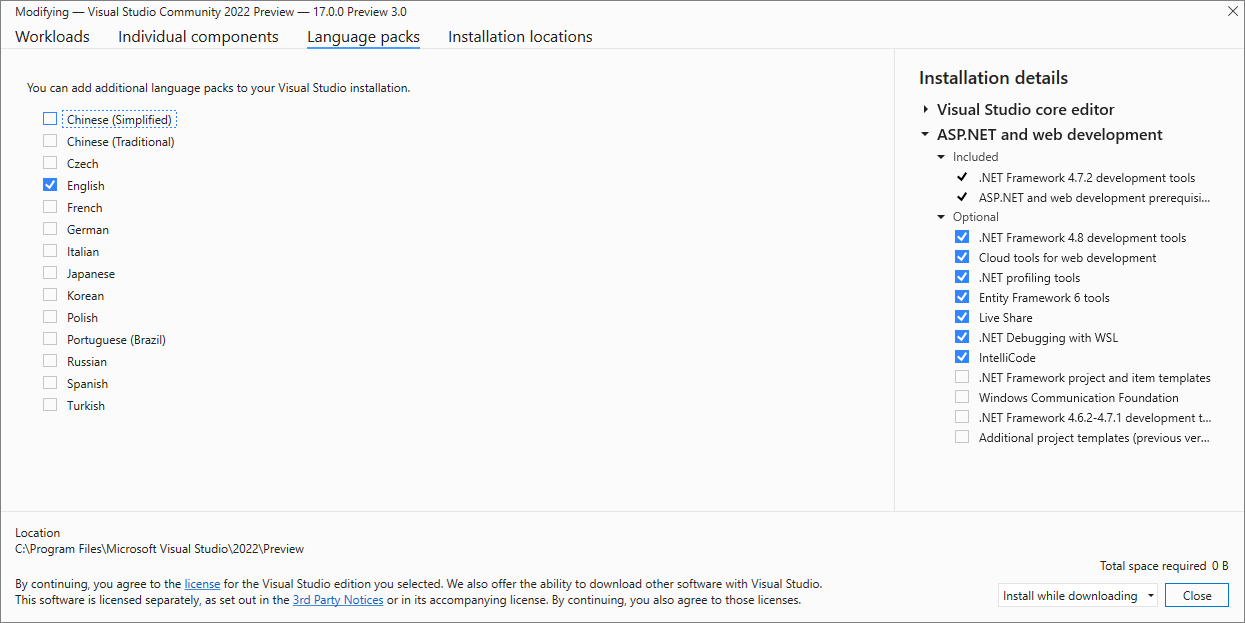 Modifying — Visual Studio Community 2022 Preview — 17.0.0 Preview 3.0
Workloads Individual components Language packs Installation locations
You can add additional language packs to your Visual Studio installation.
Chinese (Simplified)
Chinese (Traditional)
Czech
English
French
German
Italian
Japanese
Korean
Polish
Portuguese (Brazil)
Russian
Spanish
Turkish
Installation details
Visual Studio core editor
ASP.NET and web development
Included
.NET Framework 4.7.2 development tools
ASP.NET and web development prerequisi...
Optional
.NET Framework 4.8 development tools
Cloud tools for web development
.NET profiling tools
Entity Framework 6 tools
Live Share
.NET Debugging with WSL
IntelliCode
.NET Framework project and item templates
Windows Communication Foundation
.NET Framework 4.6.2-4.7.1 development t...
Additional project templates (previous ver...
Location
C:\Program Files\Microsoft Visual Studio\2022\Preview
By continuing, you agree to the license for the Visual Studio edition you selected. We also offer the ability to download other software with Visual Studio.
This software is licensed separately, as set out in the 3rd Party Notices or in its accompanying license. By continuing, you also agree to those licenses.
Total space required 0 B
Install while downloading Close